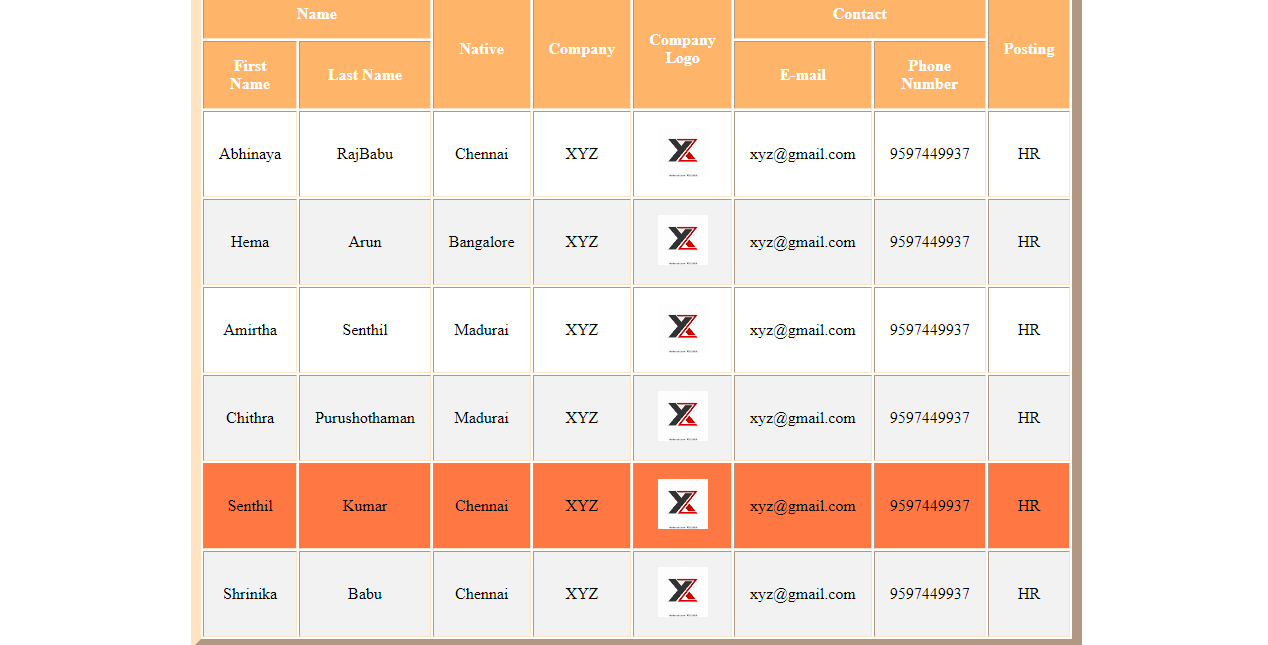 Name
Native
Company
Company
Logo
Contact
Posting
First
Name
Last Name
E-mail
Phone
Number
Abhinaya RajBabu Chennai XYZ xyz@gmail.com 9597449937 HR
Hema Arun Bangalore XYZ xyz@gmail.com 9597449937 HR
Amirtha Senthil Madurai XYZ xyz@gmail.com 9597449937 HR
Chithra Purushothaman Madurai XYZ xyz@gmail.com 9597449937 HR
Senthil Kumar Chennai XYZ xyz@gmail.com 9597449937 HR
Shrinika Babu Chennai XYZ xyz@gmail.com 9597449937 HR